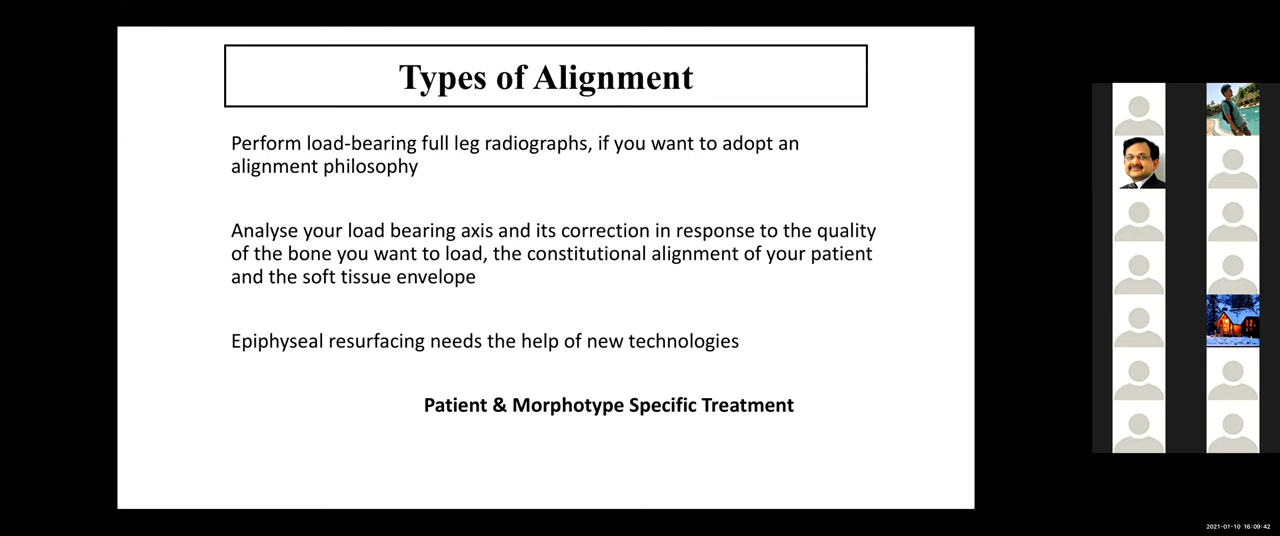 Types of Alignment
Perform load-bearing full leg radiographs, if you want to adopt an
alignment philosophy
Analyse your load bearing axis and its correction in response to the quality
of the bone you want to load, the constitutional alignment of your patient
and the soft tissue envelope
Epiphyseal resurfacing needs the help of new technologies
Patient & Morphotype Specific Treatment
2021-01-10 16:09:42